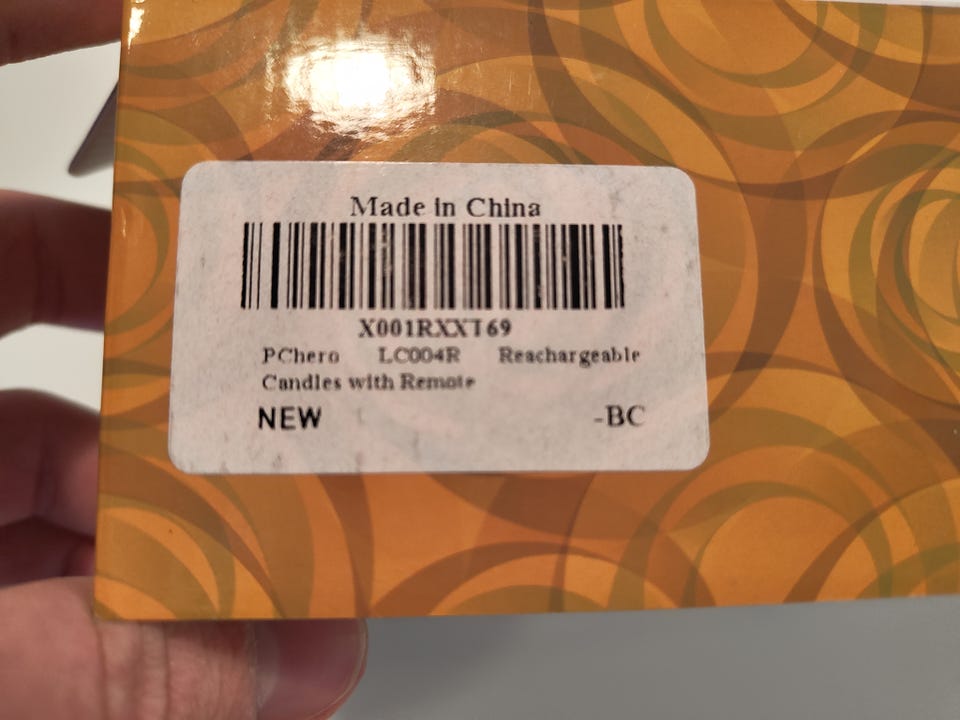 Made in China
X001RXXT69
PChero LC004R Reachargeable
Candles with Remote
NEW -BC